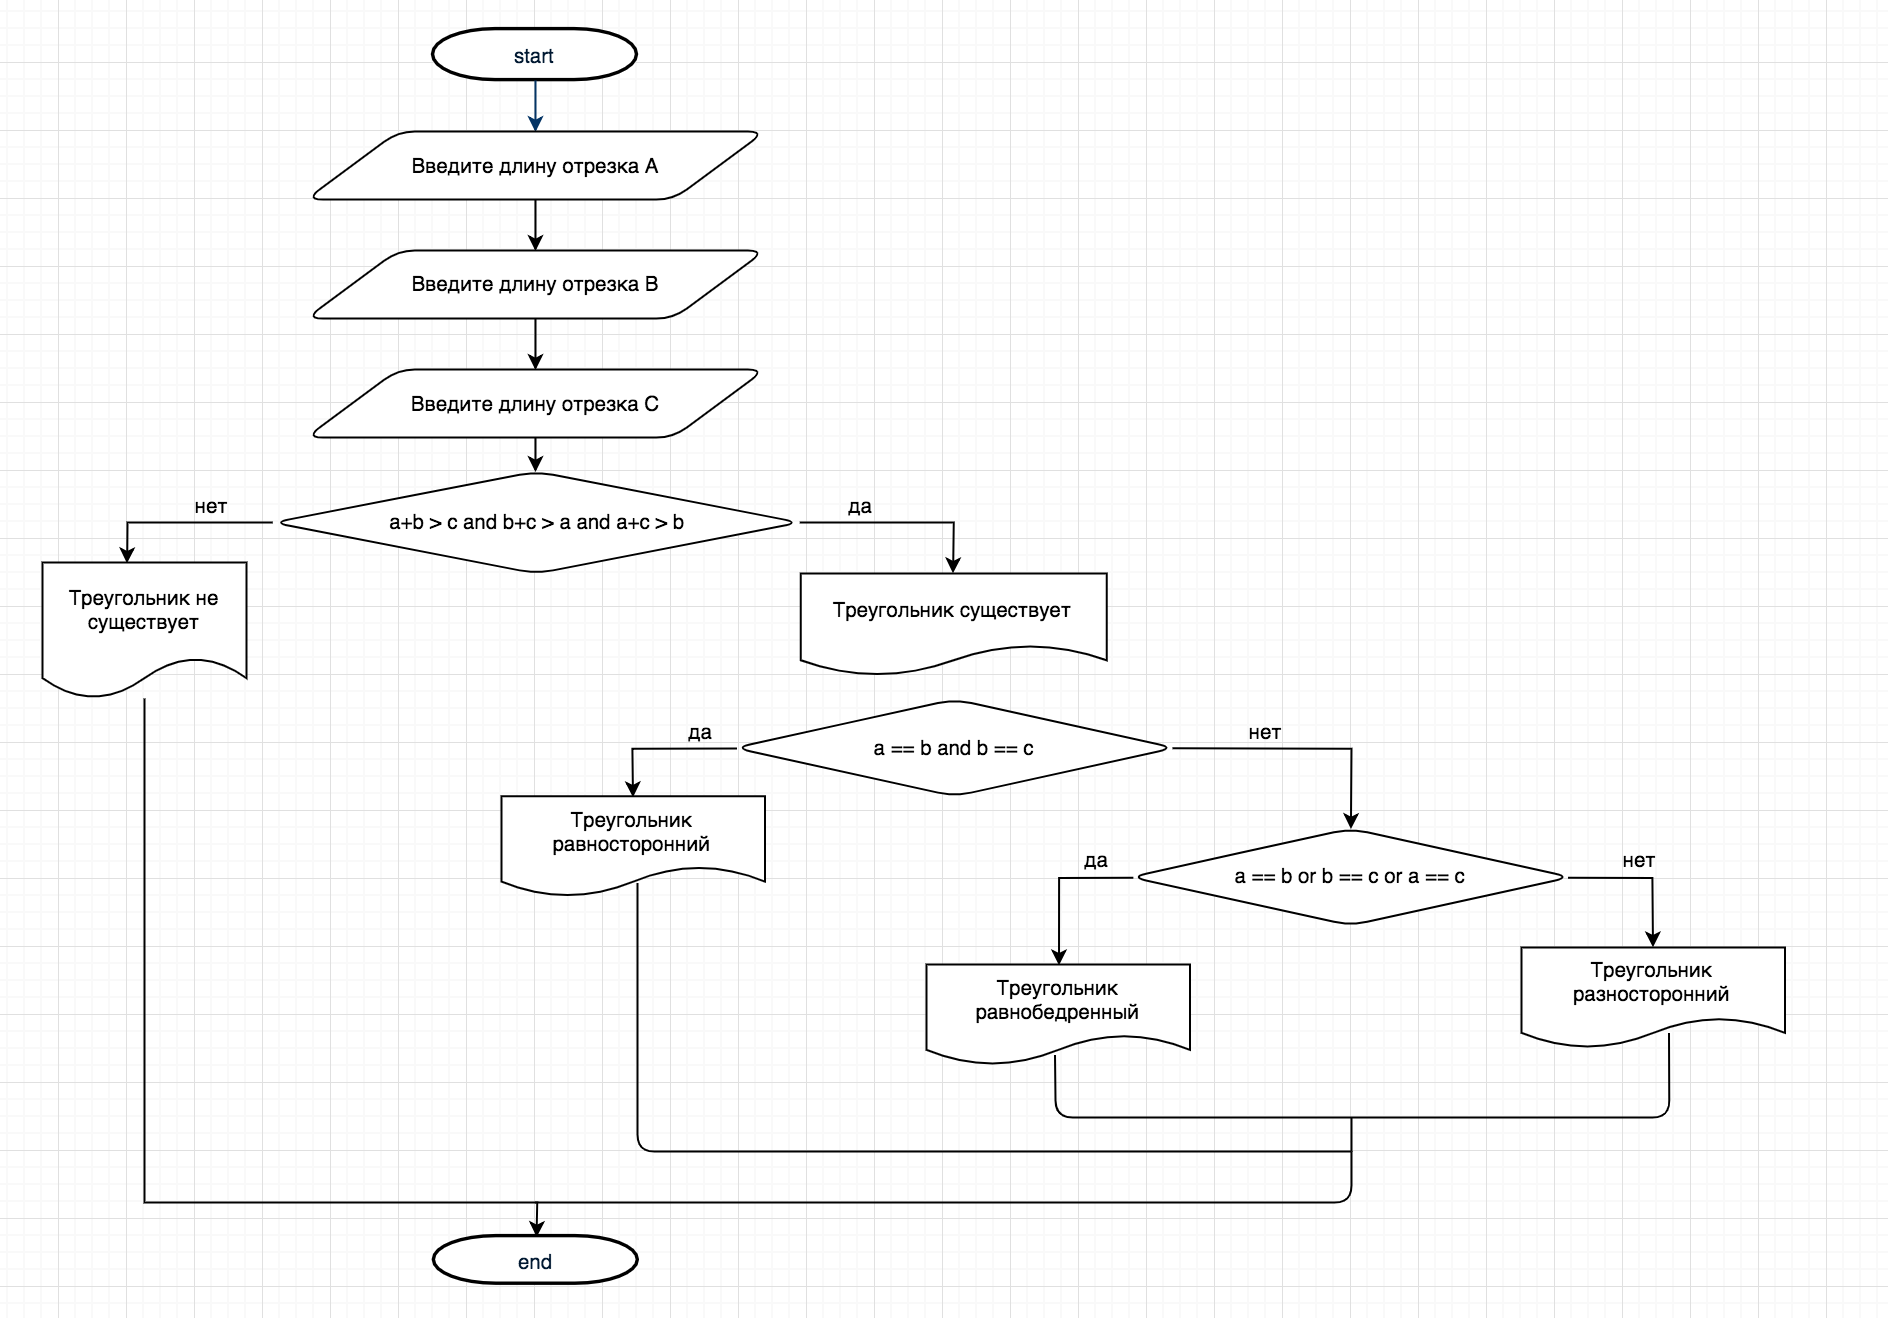 start
Введите длину отрезка A
Введите длину отрезка B
Введите длину отрезка C
нет
a+b > c and b+c > a and a+c > b
да
Треугольник не
существует
Треугольник существует
да
a == b and b == c
нет
Треугольник
равносторонний
да
a == b or b == c or a == c
нет
Треугольник
равнобедренный
Треугольник
разносторонний
end